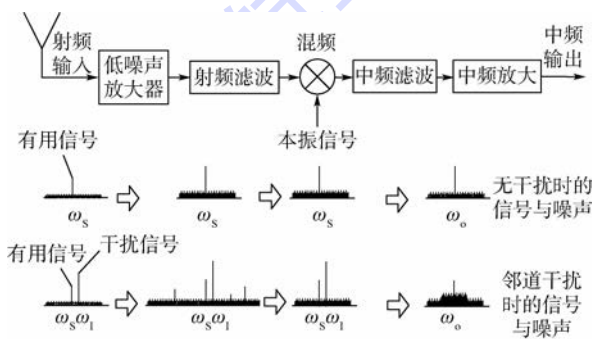 射频
输入
低噪声
放大器
射频滤波
混频
中频滤波
中频放大
中频
输出
本振信号
有用信号
ωS
ωS
ωS
ωo
无干扰时的
信号与噪声
有用信号
干扰信号
ωSωI
ωSωI
ωSωI
ωo
邻道干扰
时的信号
与噪声